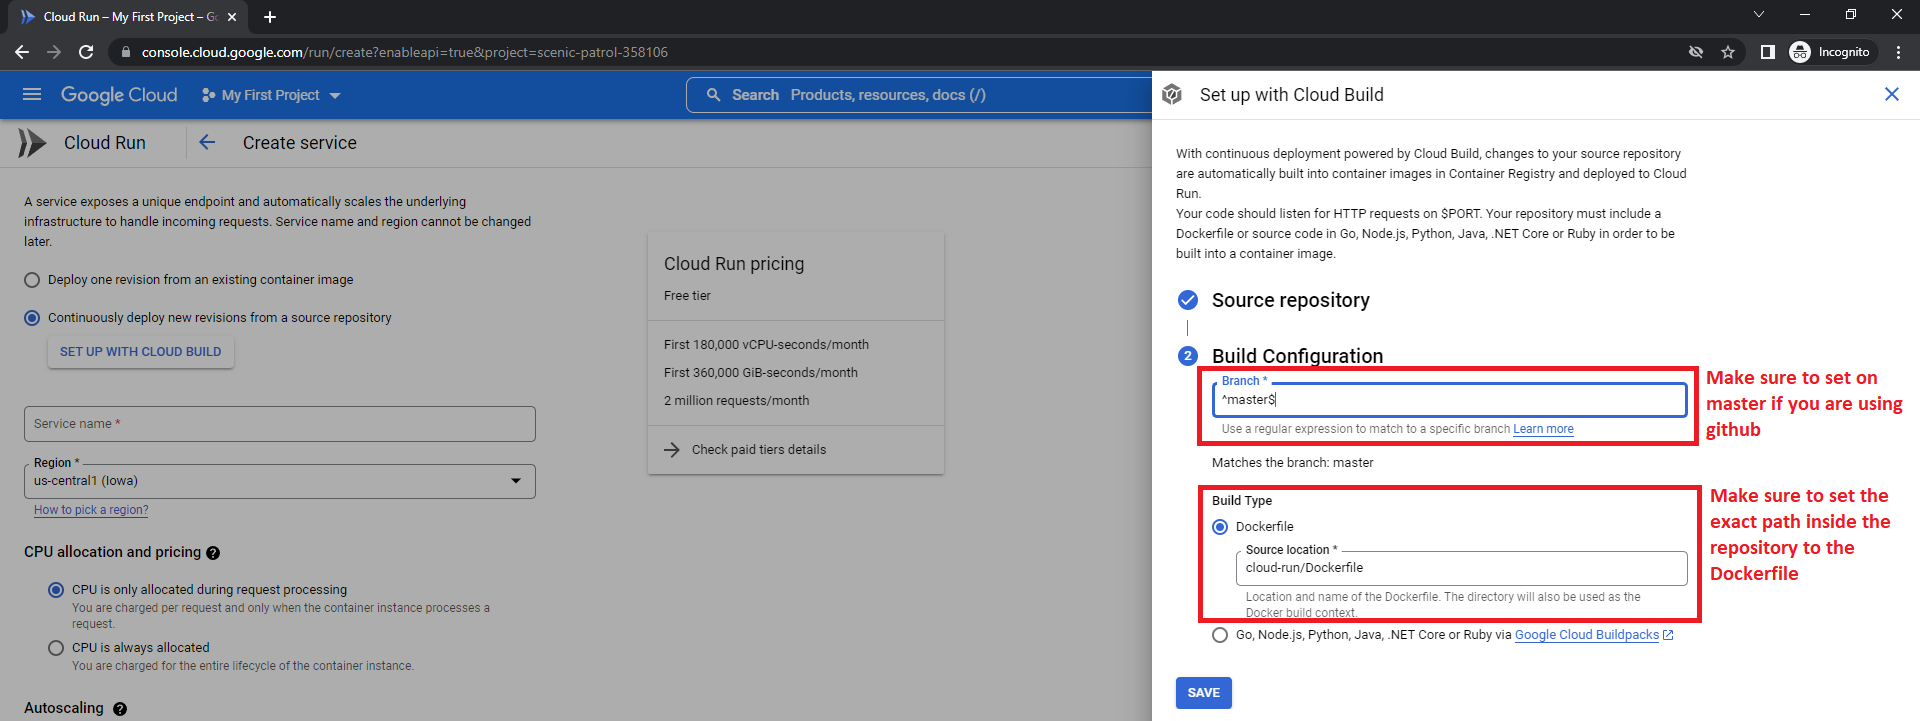 Cloud Run – My First Project – Go
console.cloud.google.com/run/create?enableapi=true&project=scenic-patrol-358106
Incognito
Google Cloud
My First Project
Search Products, resources, docs (/)
Cloud Run
Create service
A service exposes a unique endpoint and automatically scales the underlying
infrastructure to handle incoming requests. Service name and region cannot be changed
later.
Deploy one revision from an existing container image
Continuously deploy new revisions from a source repository
SET UP WITH CLOUD BUILD
Service name *
Region *
us-central1 (Iowa)
How to pick a region?
CPU allocation and pricing
CPU is only allocated during request processing
You are charged per request and only when the container instance processes a
request.
CPU is always allocated
You are charged for the entire lifecycle of the container instance.
Autoscaling
Cloud Run pricing
Free tier
First 180,000 vCPU-seconds/month
First 360,000 GiB-seconds/month
2 million requests/month
Check paid tiers details
Set up with Cloud Build
With continuous deployment powered by Cloud Build, changes to your source repository
are automatically built into container images in Container Registry and deployed to Cloud
Run.
Your code should listen for HTTP requests on $PORT. Your repository must include a
Dockerfile or source code in Go, Node.js, Python, Java, .NET Core or Ruby in order to be
built into a container image.
Source repository
2 Build Configuration
Branch *
^master$
Use a regular expression to match to a specific branch Learn more
Matches the branch: master
Build Type
Dockerfile
Source location *
cloud-run/Dockerfile
Location and name of the Dockerfile. The directory will also be used as the
Docker build context.
Go, Node.js, Python, Java, .NET Core or Ruby via Google Cloud Buildpacks
SAVE
Make sure to set on
master if you are using
github
Make sure to set the
exact path inside the
repository to the
Dockerfile